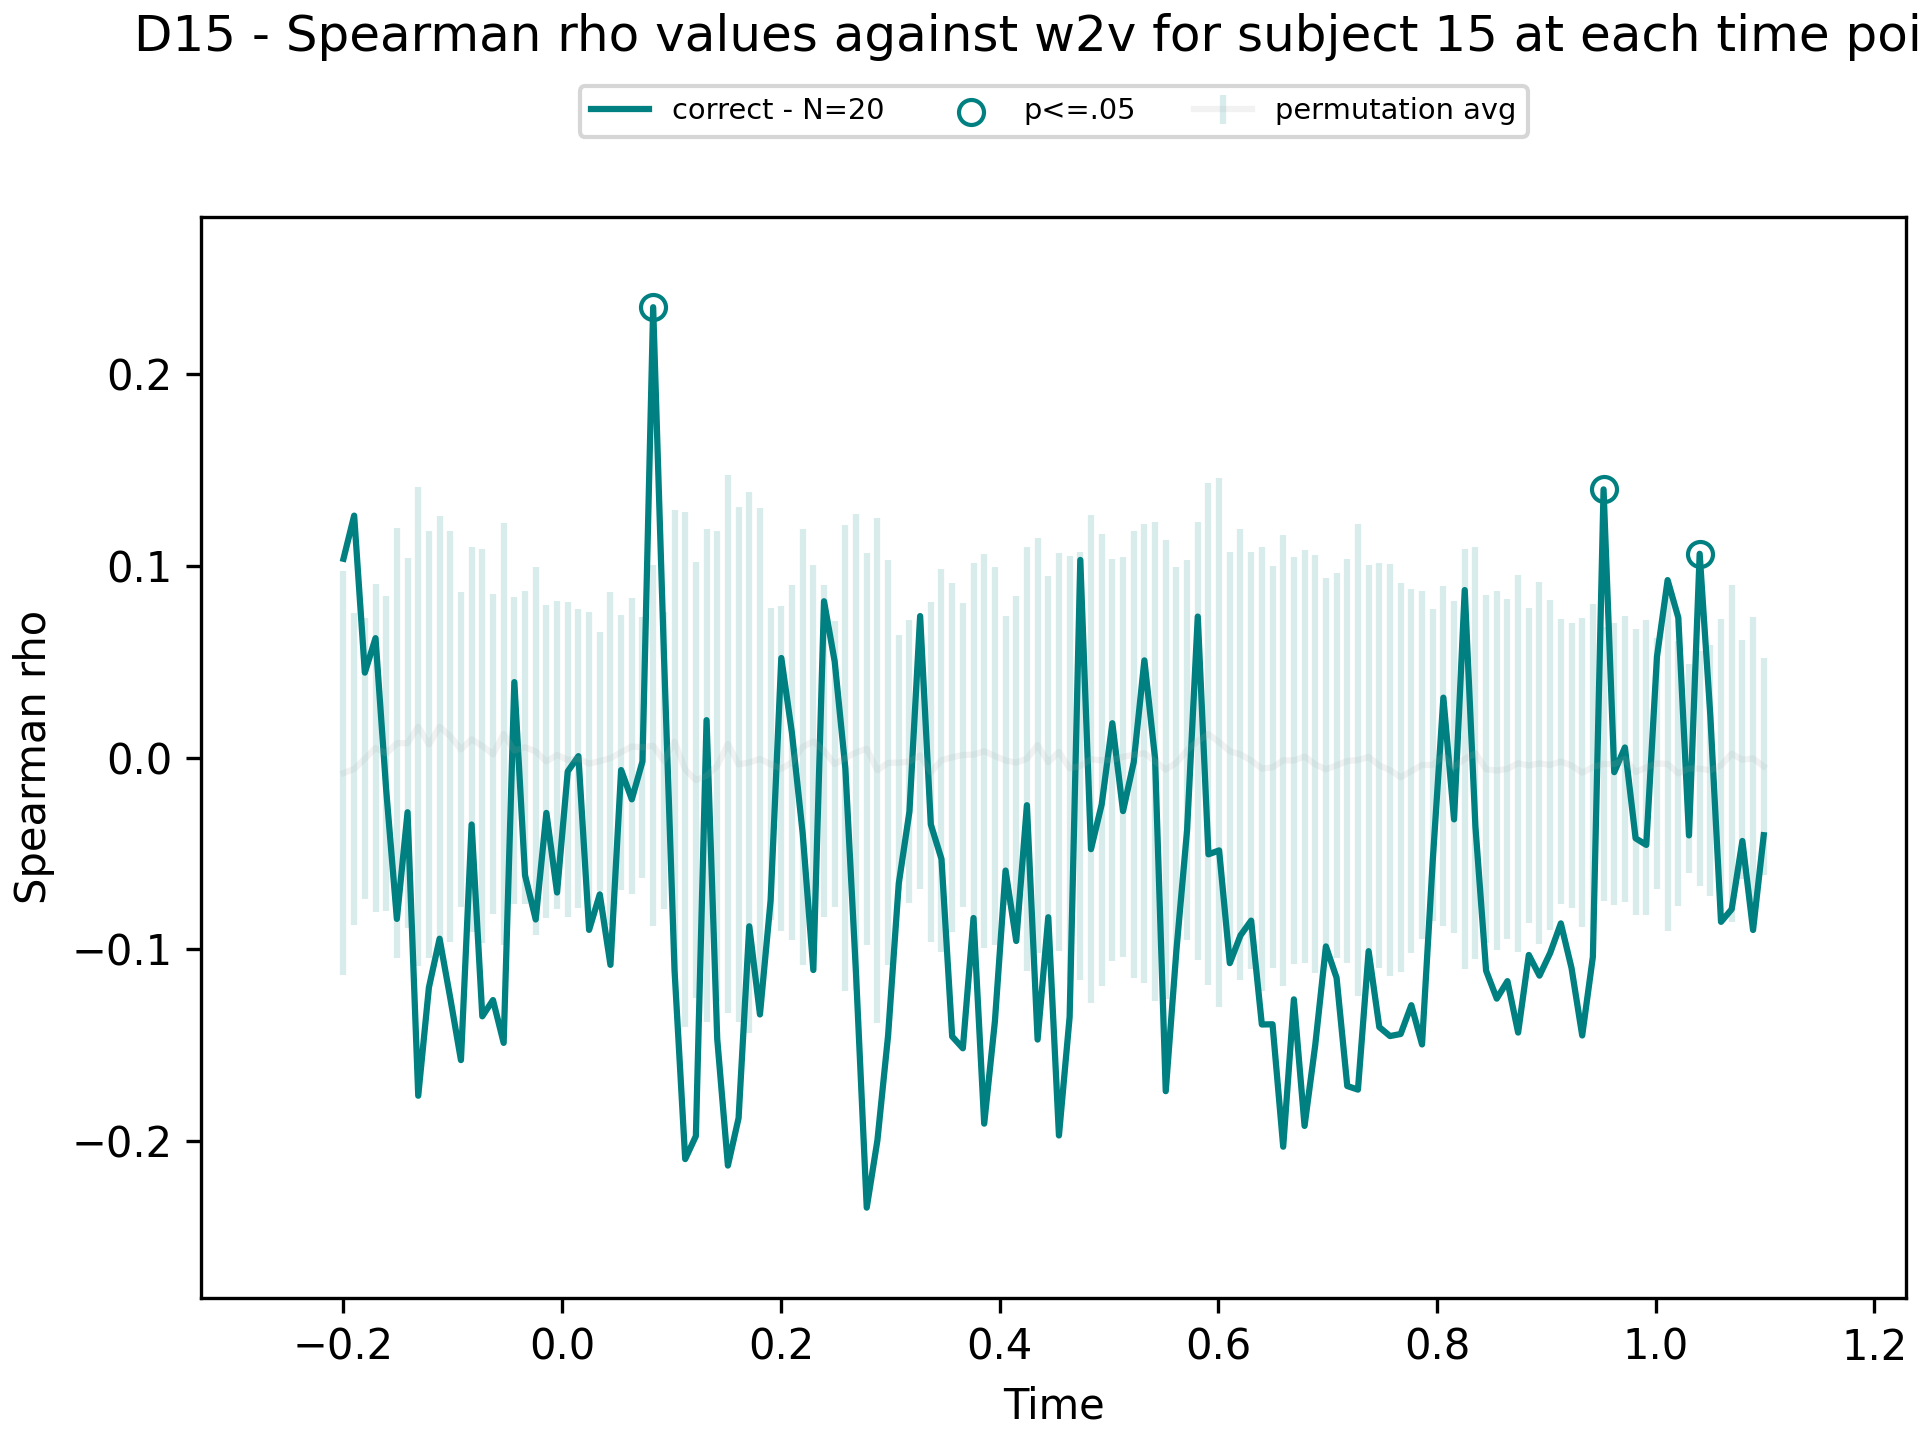 D15 - Spearman rho values against w2v for subject 15 at each time poi
correct - N=20 p<=.05 permutation avg
Spearman rho
0.2
0.1
0.0
−0.1
−0.2
−0.2 0.0 0.2 0.4 0.6 0.8 1.0 1.2
Time